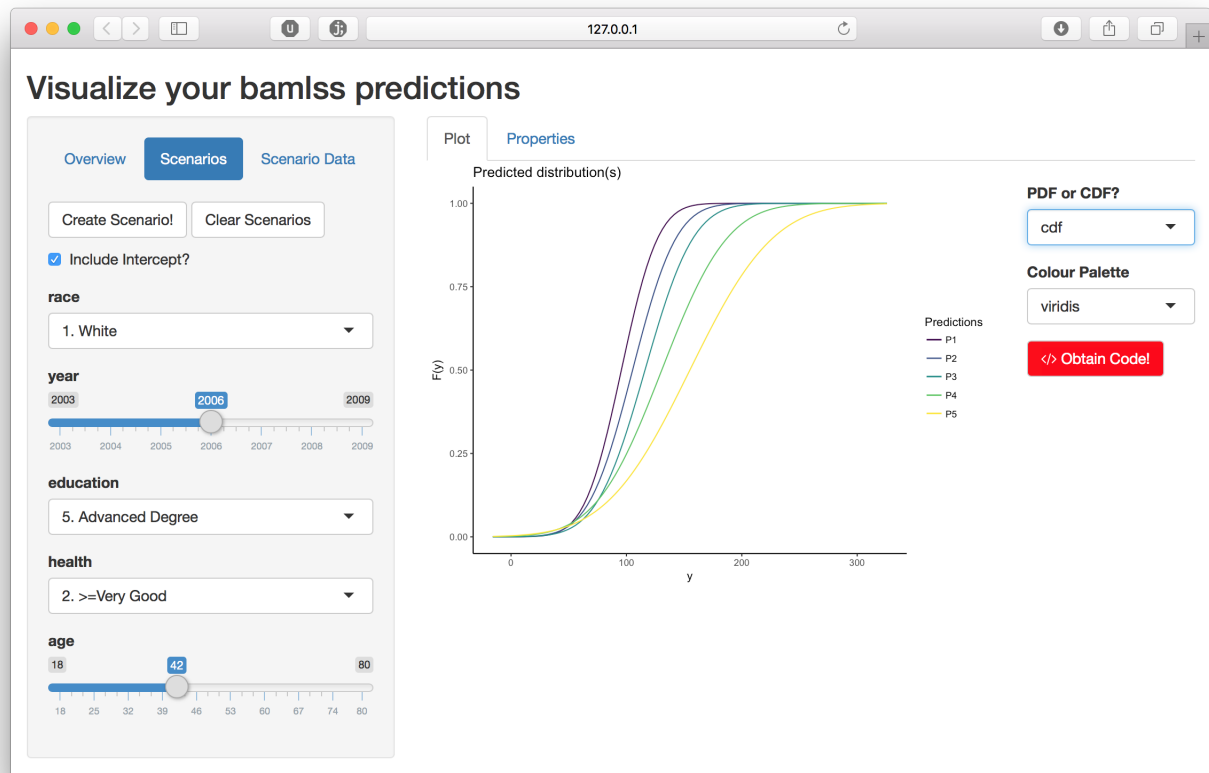 127.0.0.1
Visualize your bamlss predictions
Overview Scenarios Scenario Data
Create Scenario! Clear Scenarios
Include Intercept?
race
1. White
year
2003 2006 2009
2003 2004 2005 2006 2007 2008 2009
education
5. Advanced Degree
health
2. >=Very Good
age
18 42 80
18 25 32 39 46 53 60 67 74 80
Plot Properties
Predicted distribution(s)
1.00
0.75
0.50
0.25
0.00
F(y)
0 100 200 300
y
Predictions
P1
P2
P3
P4
P5
PDF or CDF?
cdf
Colour Palette
viridis
</> Obtain Code!